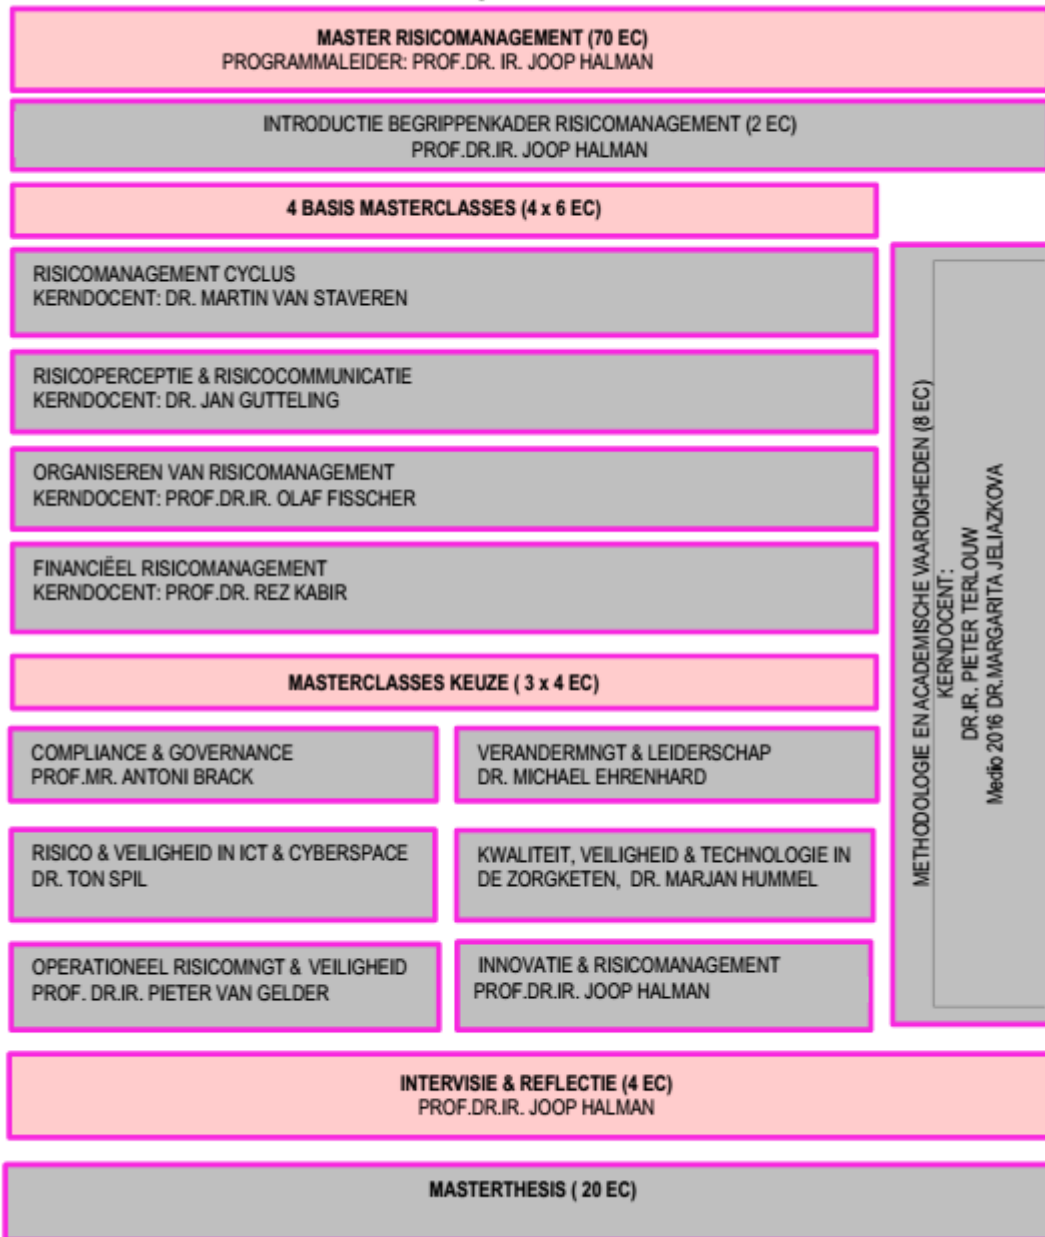 MASTER RISICOMANAGEMENT (70 EC)
PROGRAMMALEIDER: PROF.DR. IR. JOOP HALMAN
INTRODUCTIE BEGRIPPENKADER RISICOMANAGEMENT (2 EC)
PROF.DR.IR. JOOP HALMAN
4 BASIS MASTERCLASSES (4 x 6 EC)
RISICOMANAGEMENT CYCLUS
KERNDOCENT: DR. MARTIN VAN STAVEREN
RISICOPERCEPTIE & RISICOCOMMUNICATIE
KERNDOCENT: DR. JAN GUTTELING
ORGANISEREN VAN RISICOMANAGEMENT
KERNDOCENT: PROF.DR.IR. OLAF FISSCHER
FINANCIËEL RISICOMANAGEMENT
KERNDOCENT: PROF.DR. REZ KABIR
METHODOLOGIE EN ACADEMISCHE VAARDIGHEDEN (8 EC)
KERNDOCENT:
DR.IR. PIETER TERLOUW
Medio 2016 DR.MARGARITA JELIAZKOVA
MASTERCLASSES KEUZE ( 3 x 4 EC)
COMPLIANCE & GOVERNANCE
PROF.MR. ANTONI BRACK
VERANDERMNGT & LEIDERSCHAP
DR. MICHAEL EHRENHARD
RISICO & VEILIGHEID IN ICT & CYBERSPACE
DR. TON SPIL
KWALITEIT, VEILIGHEID & TECHNOLOGIE IN
DE ZORGKETEN, DR. MARJAN HUMMEL
OPERATIONEEL RISICOMNGT & VEILIGHEID
PROF. DR.IR. PIETER VAN GELDER
INNOVATIE & RISICOMANAGEMENT
PROF.DR.IR. JOOP HALMAN
INTERVISIE & REFLECTIE (4 EC)
PROF.DR.IR. JOOP HALMAN
MASTERTHESIS ( 20 EC)